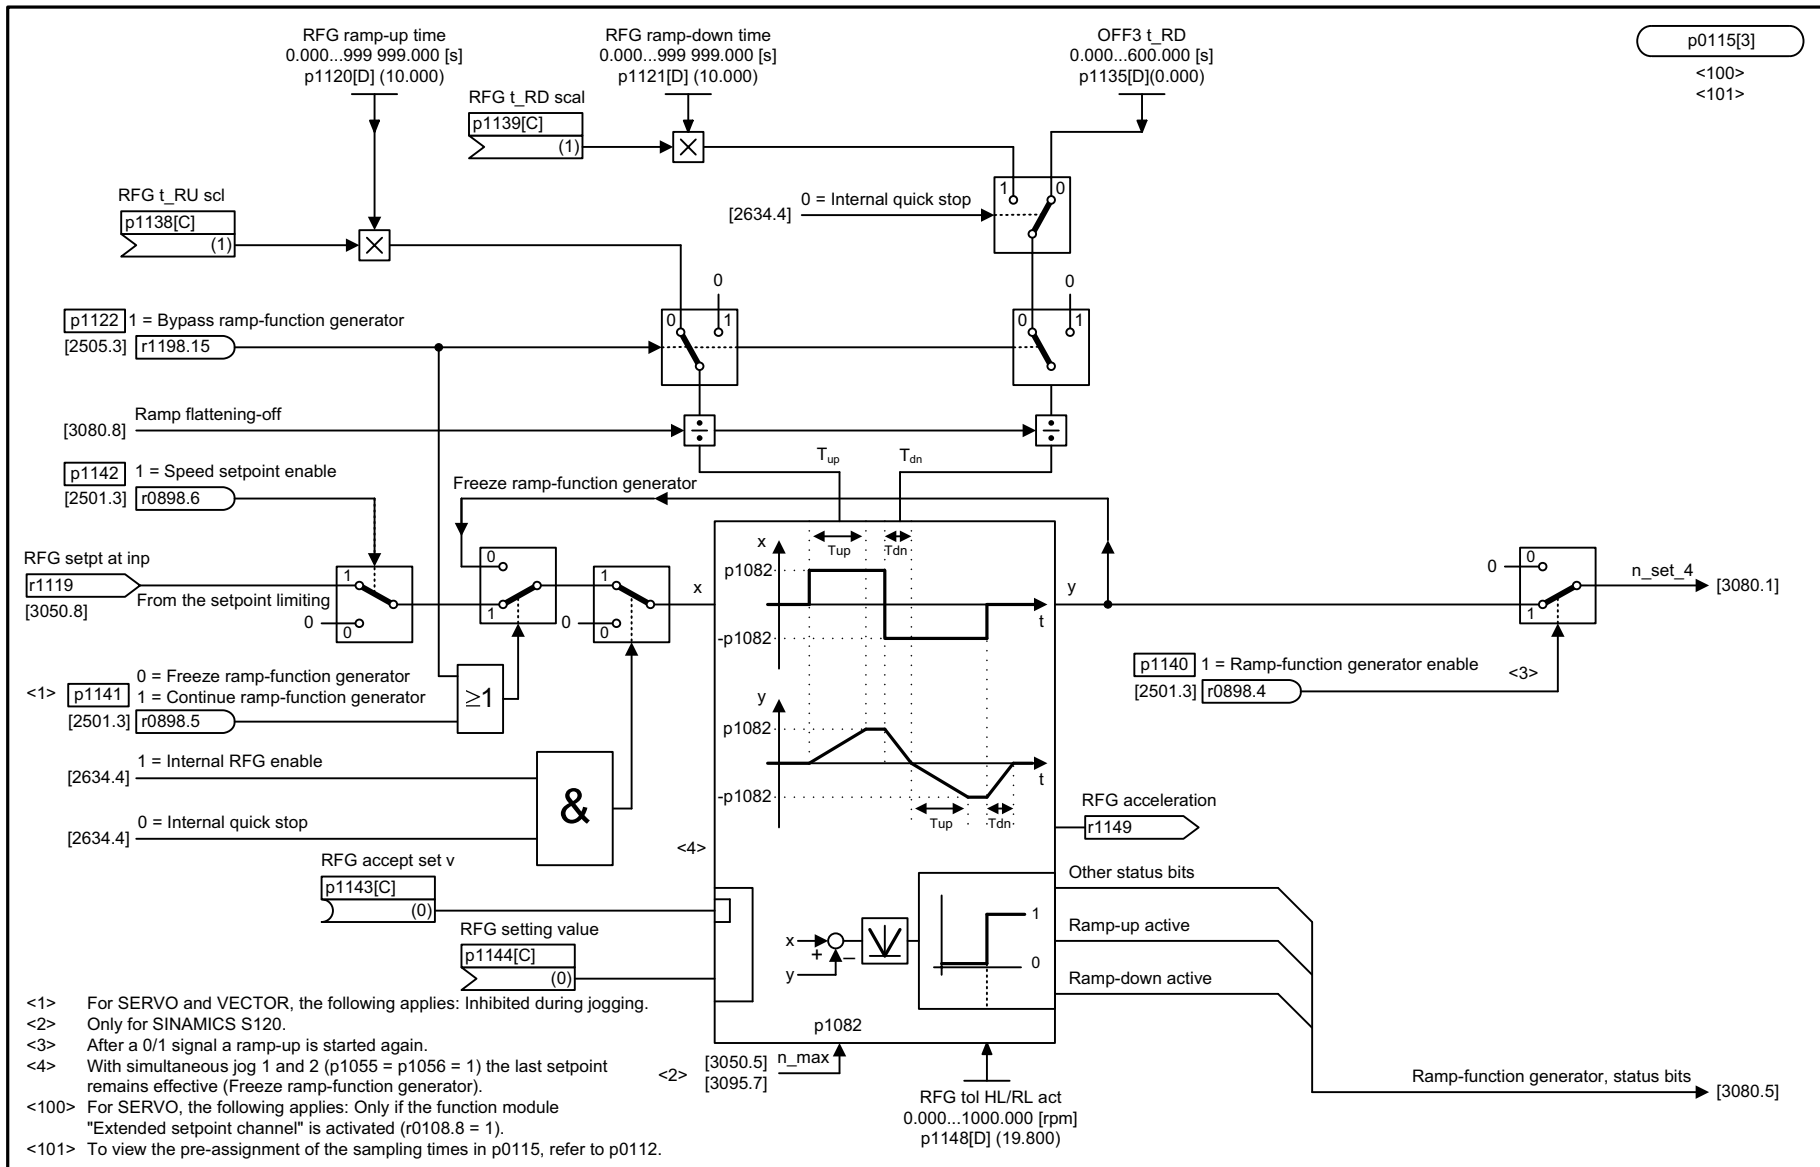 RFG ramp-up time
0.000...999 999.000 [s]
p1120[D] (10.000)
RFG ramp-down time
0.000...999 999.000 [s]
p1121[D] (10.000)
OFF3 t_RD
0.000...600.000 [s]
p1135[D](0.000)
p0115[3]
<100>
<101>
RFG t_RD scal
p1139[C]
(1)
RFG t_RU scl
p1138[C]
(1)
[2634.4]
0 = Internal quick stop
1
0
0
0
p1122
1 = Bypass ramp-function generator
[2505.3]
r1198.15
0
1
0
1
Ramp flattening-off
[3080.8]
p1142
1 = Speed setpoint enable
[2501.3]
r0898.6
Tup
Tdn
Freeze ramp-function generator
RFG setpt at inp
r1119
[3050.8]
From the setpoint limiting
1
0
0
0
1
1
0
0
x
x
Tup
Tdn
p1082
-p1082
t
y
0
0
1
n_set_4
[3080.1]
p1140
1 = Ramp-function generator enable
[2501.3]
r0898.4
<3>
<1>
p1141
0 = Freeze ramp-function generator
1 = Continue ramp-function generator
[2501.3]
r0898.5
≥1
y
p1082
-p1082
t
Tup
Tdn
1 = Internal RFG enable
[2634.4]
0 = Internal quick stop
[2634.4]
&
<4>
RFG acceleration
r1149
RFG accept set v
p1143[C]
(0)
RFG setting value
p1144[C]
(0)
x
+
y
–
1
0
Other status bits
Ramp-up active
Ramp-down active
p1082
<2>
[3050.5]
[3095.7]
n_max
RFG tol HL/RL act
0.000...1000.000 [rpm]
p1148[D] (19.800)
Ramp-function generator, status bits
[3080.5]
<1> For SERVO and VECTOR, the following applies: Inhibited during jogging.
<2> Only for SINAMICS S120.
<3> After a 0/1 signal a ramp-up is started again.
<4> With simultaneous jog 1 and 2 (p1055 = p1056 = 1) the last setpoint
remains effective (Freeze ramp-function generator).
<100> For SERVO, the following applies: Only if the function module
"Extended setpoint channel" is activated (r0108.8 = 1).
<101> To view the pre-assignment of the sampling times in p0115, refer to p0112.